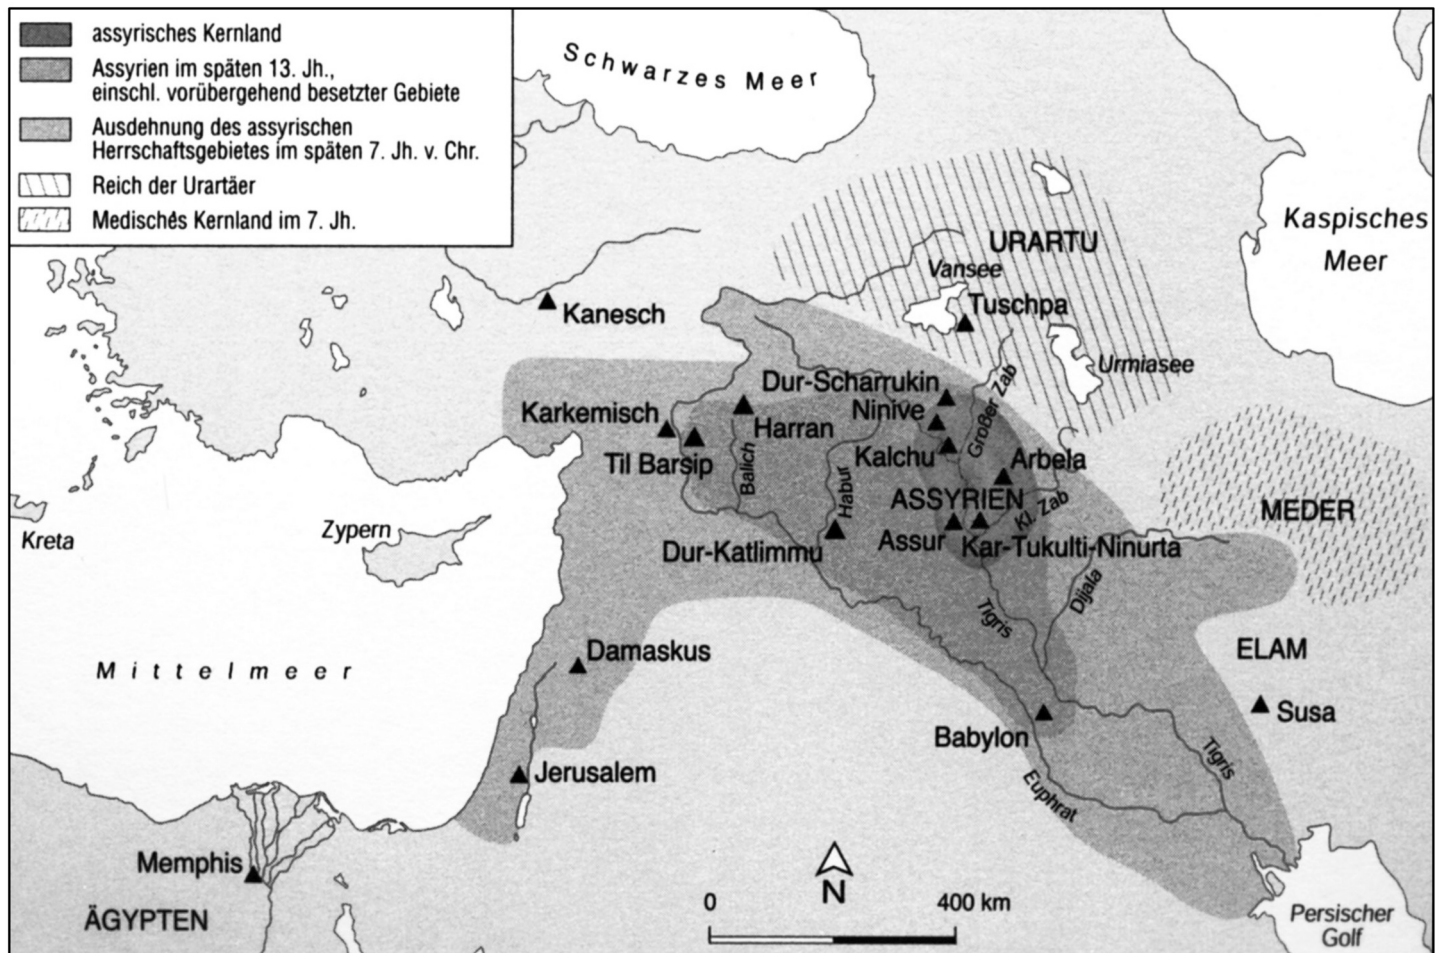 assyrisches Kernland
Assyrien im späten 13. Jh.,
einschl. vorübergehend besetzter Gebiete
Ausdehnung des assyrischen
Herrschaftsgebietes im späten 7. Jh. v. Chr.
Reich der Urartäer
Medisches Kernland im 7. Jh.
Schwarzes Meer
Kaspisches
Meer
URARTU
Vansee
Tuschpa
Kanesch
Urmiasee
Dur-Scharrukin
Großer Zab
Ninive
Karkemisch
Harran
Kalchu
Arbela
Til Barsip
Balich
Habur
ASSYRIEN
Kl. Zab
MEDER
Kreta
Zypern
Dur-Katlimmu
Assur
Kar-Tukulti-Ninurta
Dijala
Tigris
Mittelmeer
Damaskus
ELAM
Susa
Babylon
Jerusalem
Tigris
Euphrat
Memphis
ÄGYPTEN
N
0 400 km
Persischer
Golf